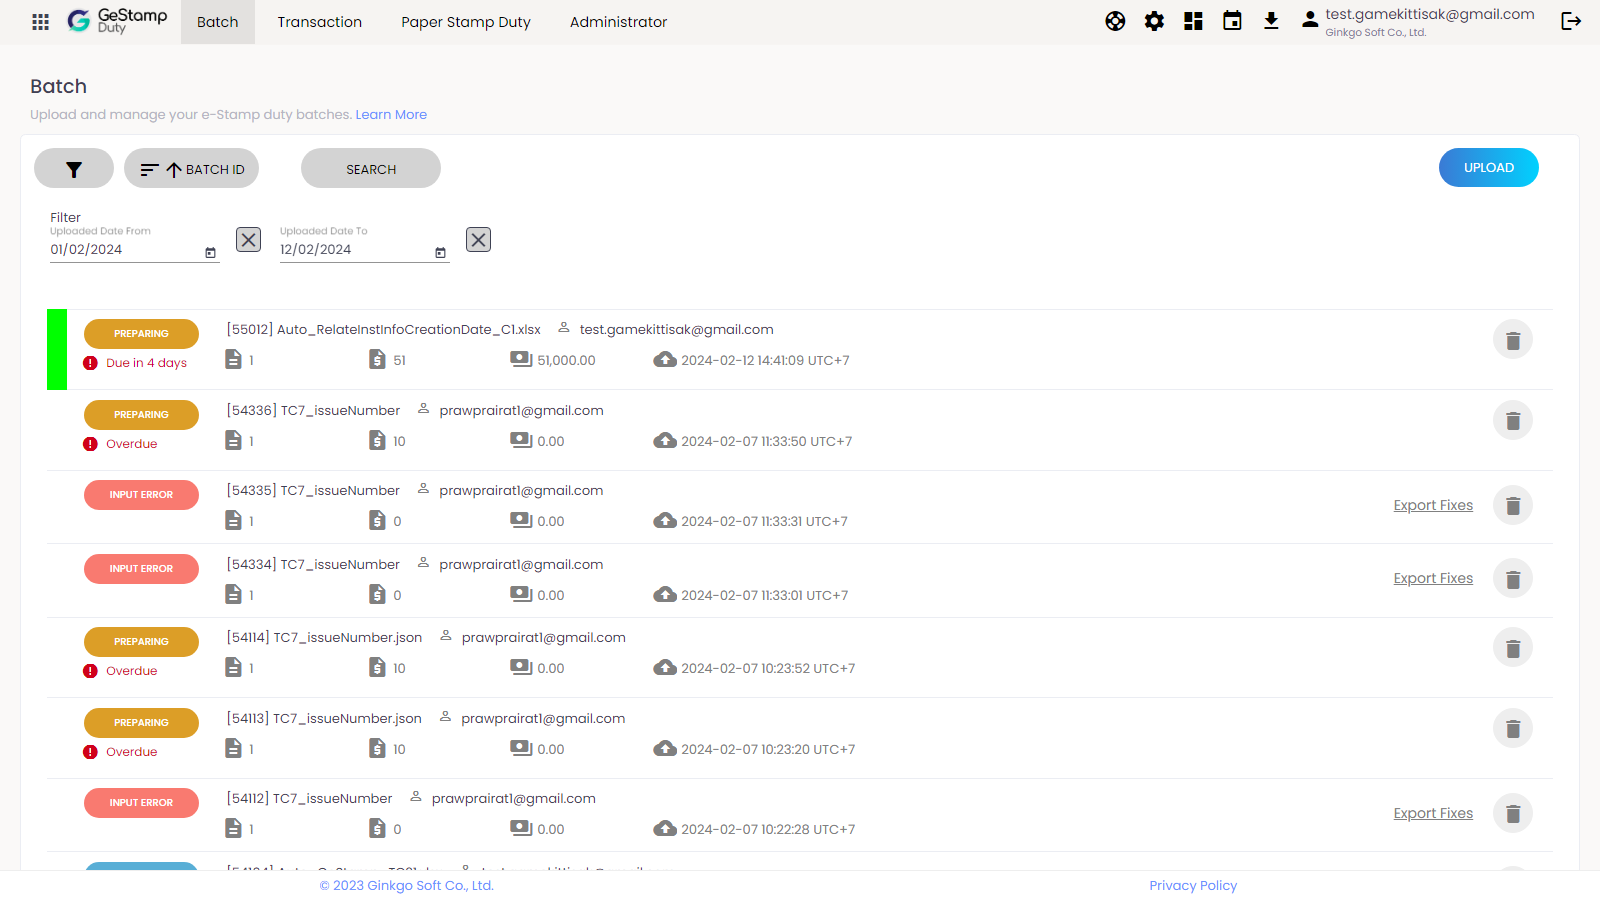 GeStamp
Duty
Batch
Transaction
Paper Stamp Duty
Administrator
test.gamekittisak@gmail.com
Ginkgo Soft Co., Ltd.
Batch
Upload and manage your e-Stamp duty batches. Learn More
BATCH ID
SEARCH
UPLOAD
Filter
Uploaded Date From
01/02/2024
Uploaded Date To
12/02/2024
PREPARING
Due in 4 days
[55012] Auto_RelateInstInfoCreationDate_C1.xlsx test.gamekittisak@gmail.com
1 51 51,000.00 2024-02-12 14:41:09 UTC+7
PREPARING
Overdue
[54336] TC7_issueNumber prawprairat1@gmail.com
1 10 0.00 2024-02-07 11:33:50 UTC+7
INPUT ERROR
[54335] TC7_issueNumber prawprairat1@gmail.com
1 0 0.00 2024-02-07 11:33:31 UTC+7
Export Fixes
INPUT ERROR
[54334] TC7_issueNumber prawprairat1@gmail.com
1 0 0.00 2024-02-07 11:33:01 UTC+7
Export Fixes
PREPARING
Overdue
[54114] TC7_issueNumber.json prawprairat1@gmail.com
1 10 0.00 2024-02-07 10:23:52 UTC+7
PREPARING
Overdue
[54113] TC7_issueNumber.json prawprairat1@gmail.com
1 10 0.00 2024-02-07 10:23:20 UTC+7
INPUT ERROR
[54112] TC7_issueNumber prawprairat1@gmail.com
1 0 0.00 2024-02-07 10:22:28 UTC+7
Export Fixes
© 2023 Ginkgo Soft Co., Ltd.
Privacy Policy